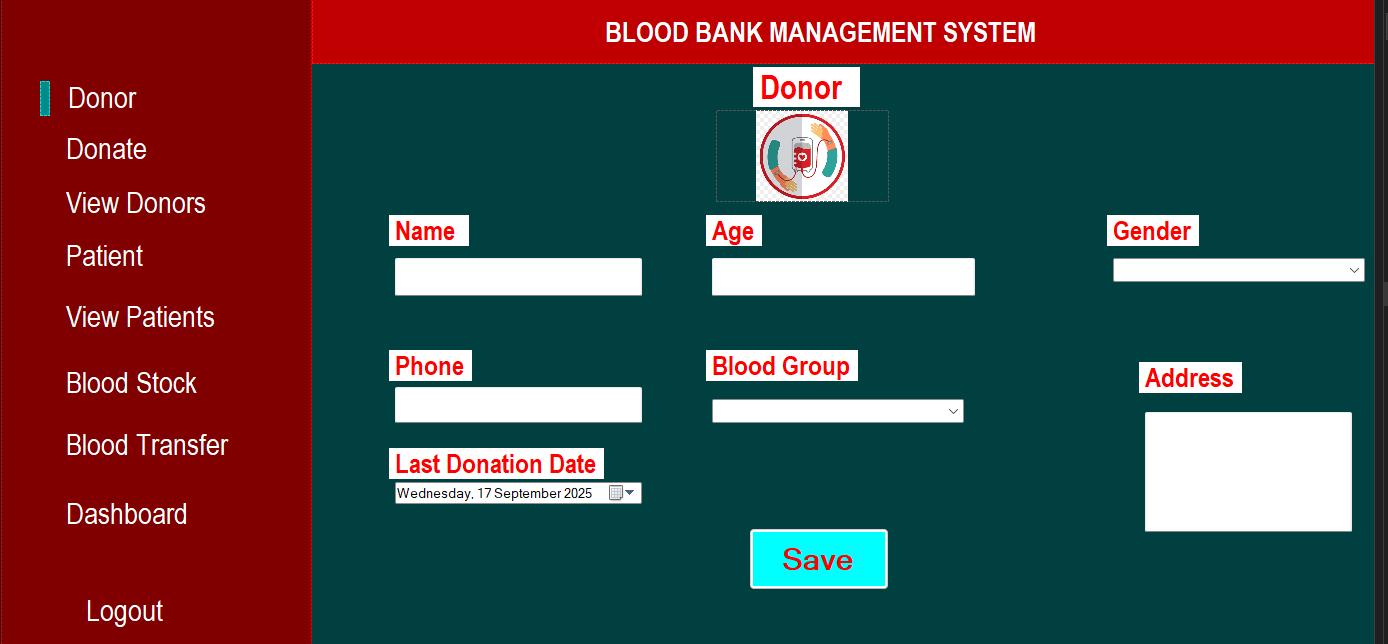 BLOOD BANK MANAGEMENT SYSTEM
Donor
Donate
View Donors
Patient
View Patients
Blood Stock
Blood Transfer
Dashboard
Logout
Donor
Name
Age
Gender
Phone
Blood Group
Address
Last Donation Date
Wednesday, 17 September 2025
Save